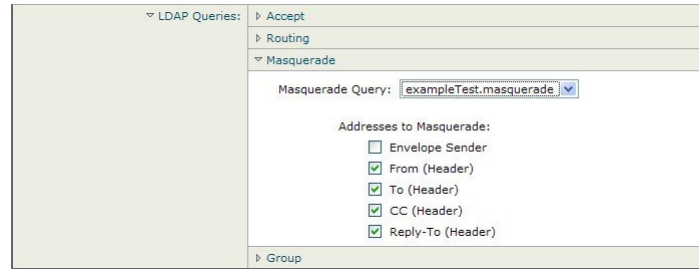 LDAP Queries:
Accept
Routing
Masquerade
Masquerade Query: exampleTest.masquerade
Addresses to Masquerade:
Envelope Sender
From (Header)
To (Header)
CC (Header)
Reply-To (Header)
Group